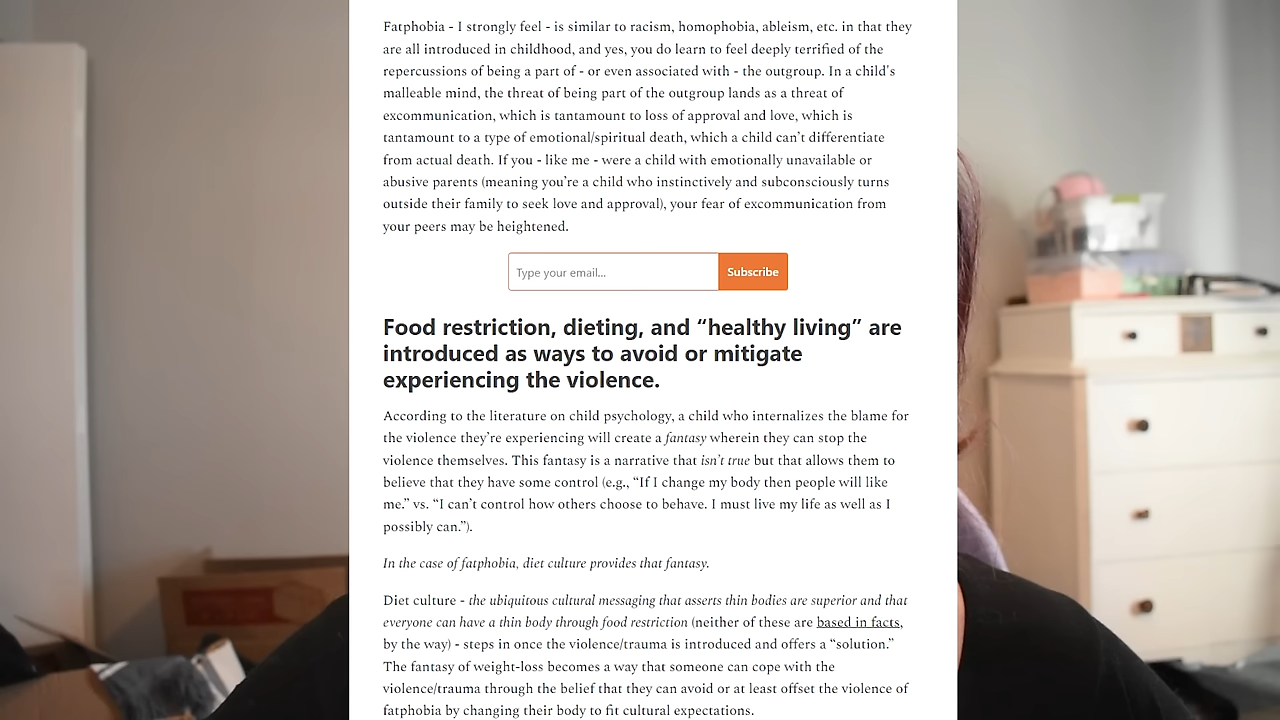 Fatphobia - I strongly feel - is similar to racism, homophobia, ableism, etc. in that they
are all introduced in childhood, and yes, you do learn to feel deeply terrified of the
repercussions of being a part of - or even associated with - the outgroup. In a child's
malleable mind, the threat of being part of the outgroup lands as a threat of
excommunication, which is tantamount to loss of approval and love, which is
tantamount to a type of emotional/spiritual death, which a child can't differentiate
from actual death. If you - like me - were a child with emotionally unavailable or
abusive parents (meaning you're a child who instinctively and subconsciously turns
outside their family to seek love and approval), your fear of excommunication from
your peers may be heightened.
Type your email...
Subscribe
Food restriction, dieting, and “healthy living” are
introduced as ways to avoid or mitigate
experiencing the violence.
According to the literature on child psychology, a child who internalizes the blame for
the violence they're experiencing will create a fantasy wherein they can stop the
violence themselves. This fantasy is a narrative that isn't true but that allows them to
believe that they have some control (e.g., “If I change my body then people will like
me.” vs. “I can't control how others choose to behave. I must live my life as well as I
possibly can.”).
In the case of fatphobia, diet culture provides that fantasy.
Diet culture - the ubiquitous cultural messaging that asserts thin bodies are superior and that
everyone can have a thin body through food restriction (neither of these are based in facts,
by the way) - steps in once the violence/trauma is introduced and offers a “solution.”
The fantasy of weight-loss becomes a way that someone can cope with the
violence/trauma through the belief that they can avoid or at least offset the violence of
fatphobia by changing their body to fit cultural expectations.